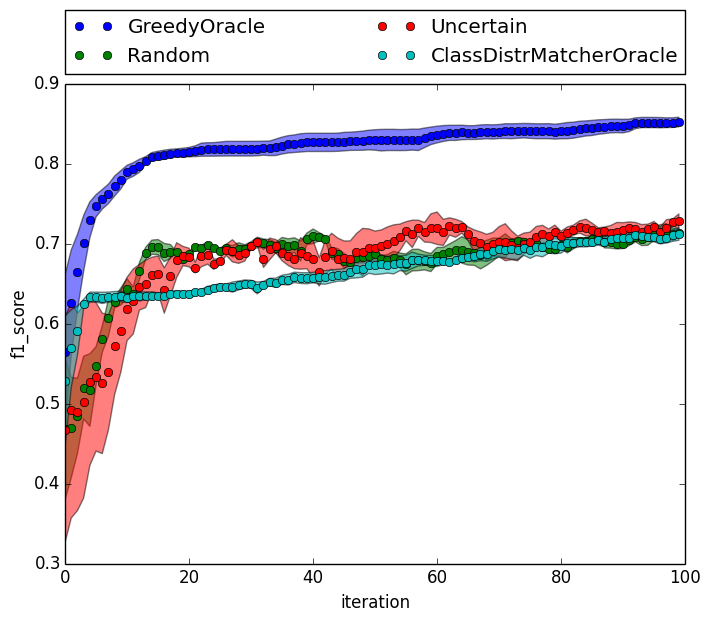 GreedyOracle Uncertain
Random ClassDistrMatcherOracle
0.9
0.8
0.7
0.6
0.5
0.4
0.3
f1_score
0 20 40 60 80 100
iteration